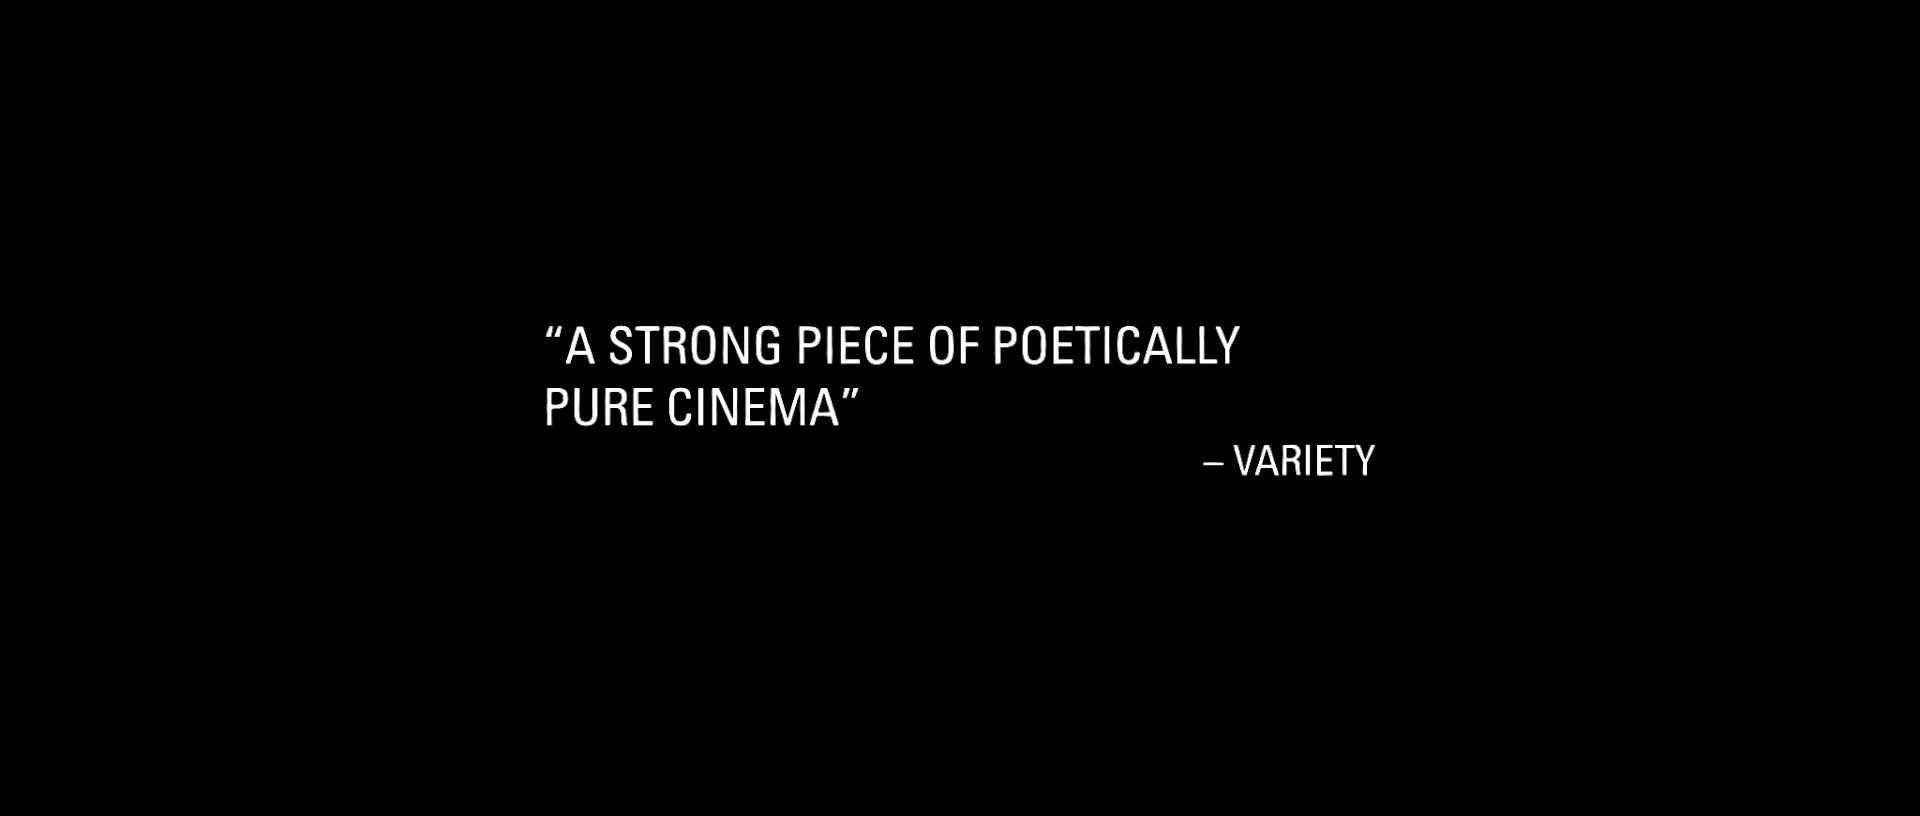 “A STRONG PIECE OF POETICALLY
PURE CINEMA”
– VARIETY